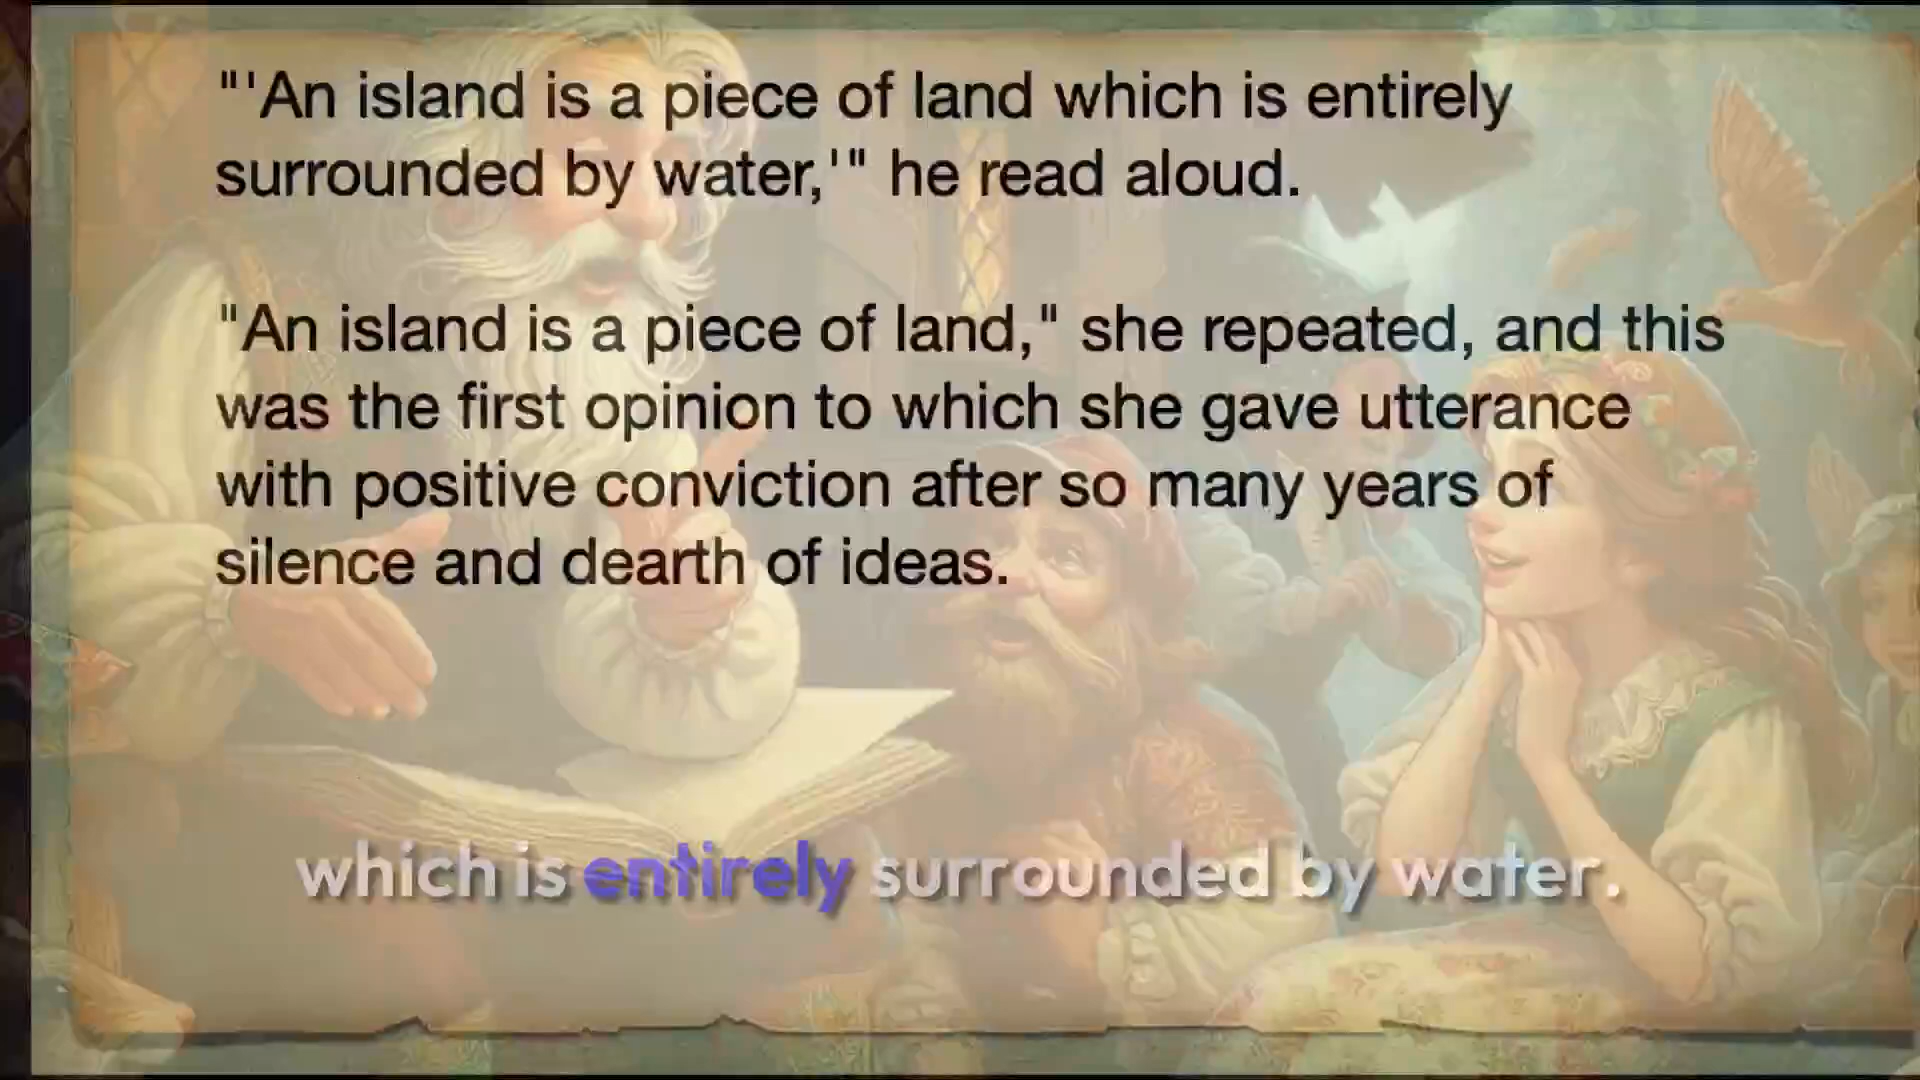 "'An island is a piece of land which is entirely
surrounded by water,'" he read aloud.
"An island is a piece of land," she repeated, and this
was the first opinion to which she gave utterance
with positive conviction after so many years of
silence and dearth of ideas.
which is entirely surrounded by water.